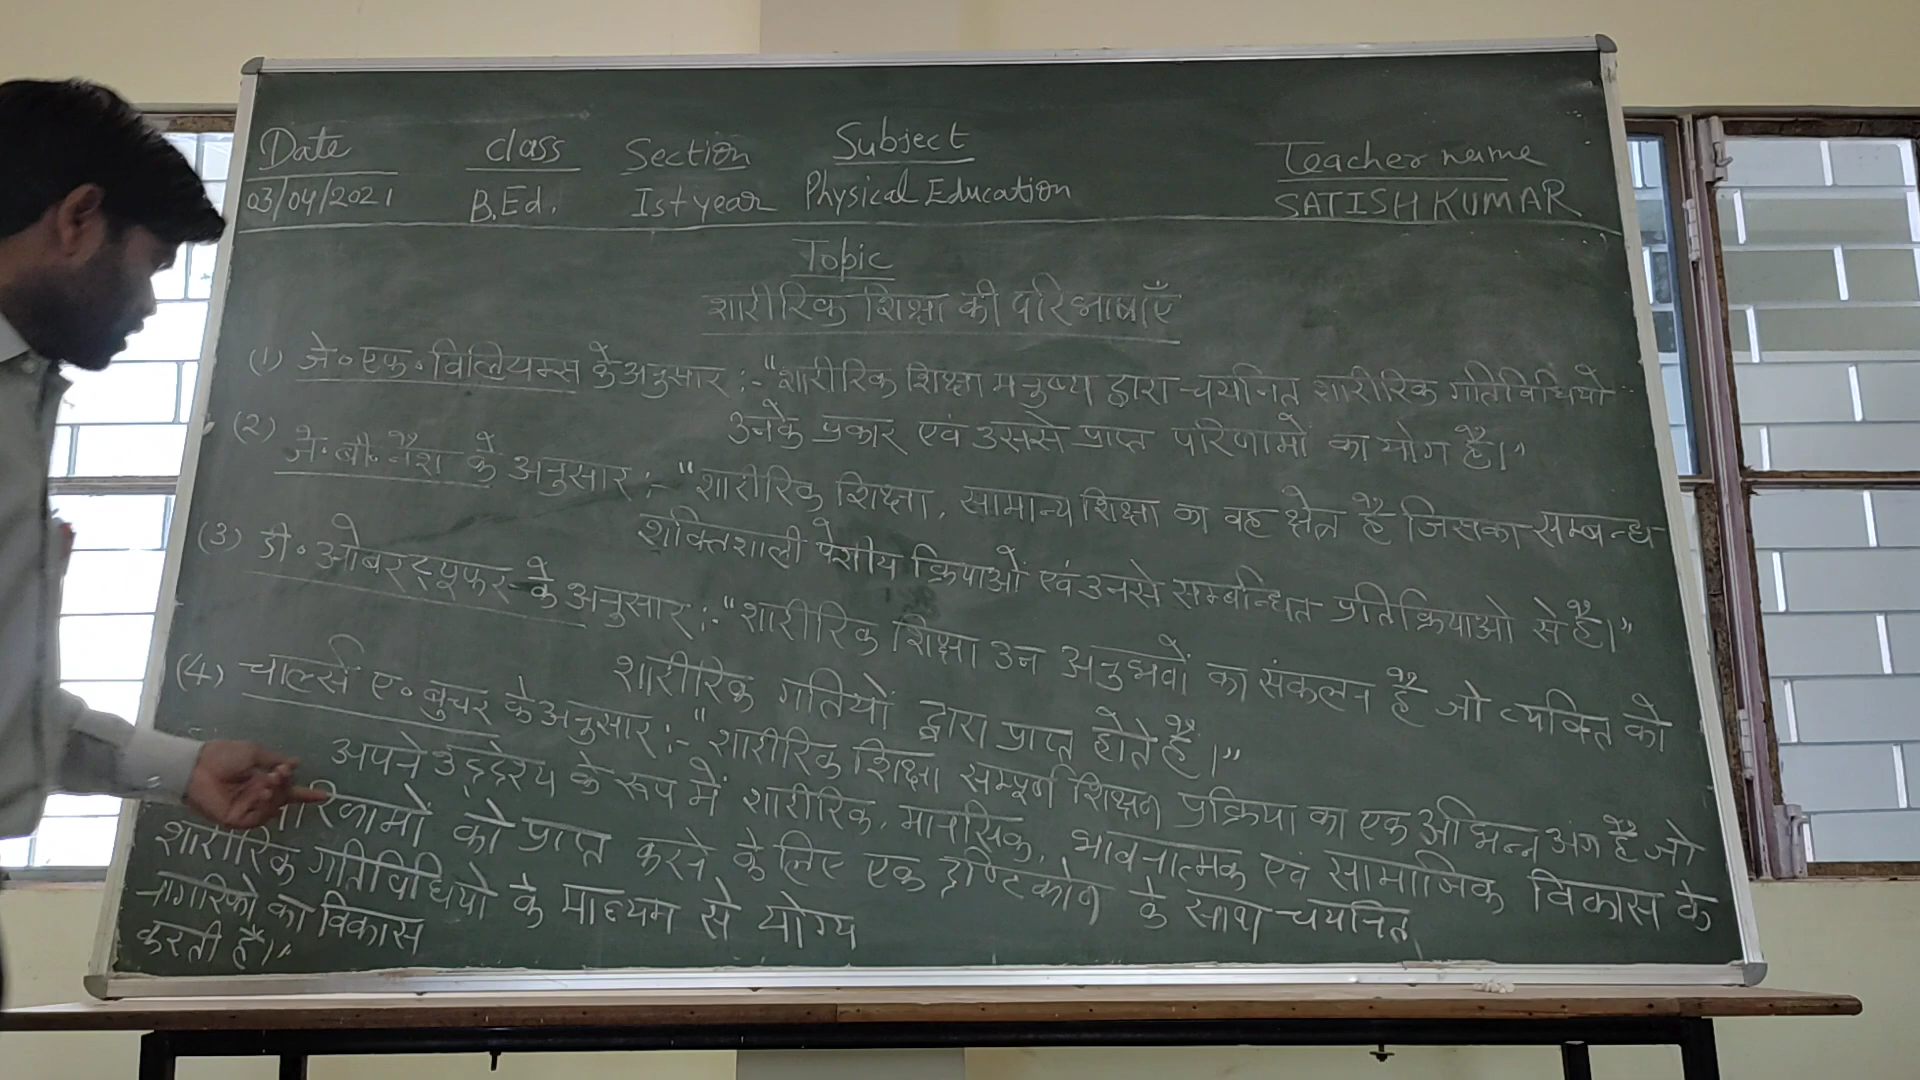 Date class Section Subject Teacher name
03/04/2021 B.Ed. Ist year Physical Education SATISH KUMAR
Topic
शारीरिक शिक्षा की परिभाषाएँ
(1) जे॰ एफ॰ विलियम्स के अनुसार :- "शारीरिक शिक्षा मनुष्य द्वारा चयनित शारीरिक गतिविधियों
उनके प्रकार एवं उससे प्राप्त परिणामों का योग है।"
(2) जे॰ बी॰ नैश के अनुसार :- "शारीरिक शिक्षा, सामान्य शिक्षा का वह क्षेत्र है जिसका सम्बन्ध
शक्तिशाली पेशीय क्रियाओं एवं उनसे सम्बन्धित प्रतिक्रियाओं से है।"
(3) डी॰ ओबरट्यूफर के अनुसार :- "शारीरिक शिक्षा उन अनुभवों का संकलन है जो व्यक्ति को
शारीरिक गतियों द्वारा प्राप्त होते हैं।"
(4) चार्ल्स ए॰ बुचर के अनुसार :- "शारीरिक शिक्षा सम्पूर्ण शिक्षण प्रक्रिया का एक अभिन्न अंग है जो
अपने उद्देश्य के रूप में शारीरिक, मानसिक, भावनात्मक एवं सामाजिक विकास के
को प्राप्त करने के लिए एक दृष्टिकोण के साथ चयनित
शारीरिक गतिविधियों के माध्यम से योग्य
नागरिकों का विकास
करती है।"